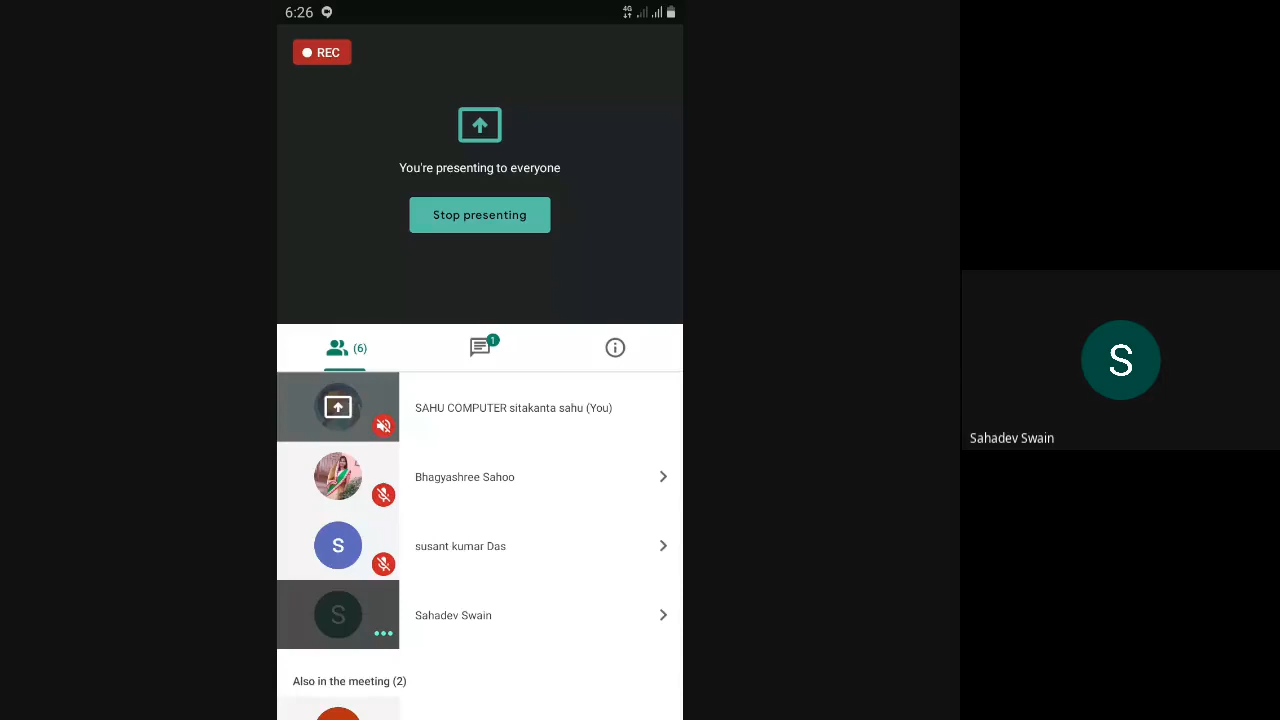 6:26
4G
REC
You're presenting to everyone
Stop presenting
(6)
1
SAHU COMPUTER sitakanta sahu (You)
Bhagyashree Sahoo
S
susant kumar Das
S
Sahadev Swain
Also in the meeting (2)
S
Sahadev Swain